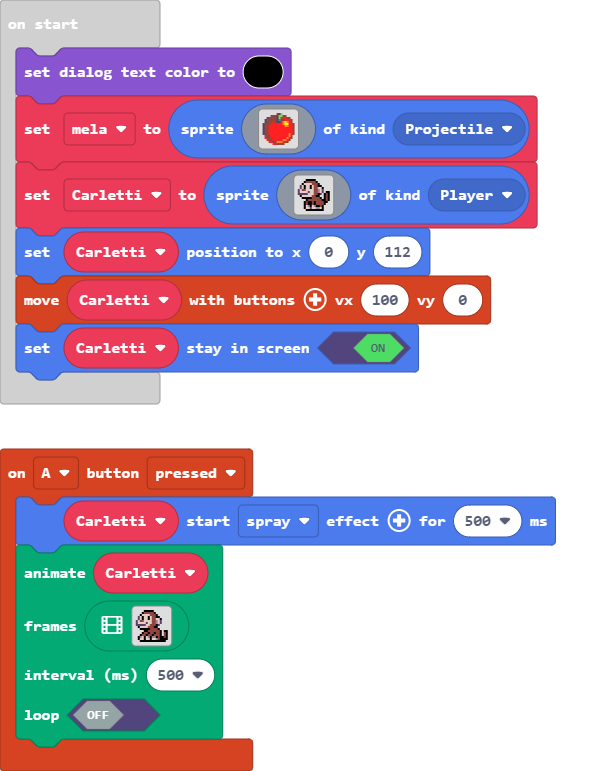 on start
set dialog text color to
set mela to sprite of kind Projectile
set Carletti to sprite of kind Player
set Carletti position to x 0 y 112
move Carletti with buttons vx 100 vy 0
set Carletti stay in screen ON
on A button pressed
Carletti start spray effect for 500 ms
animate Carletti
frames
interval (ms) 500
loop OFF